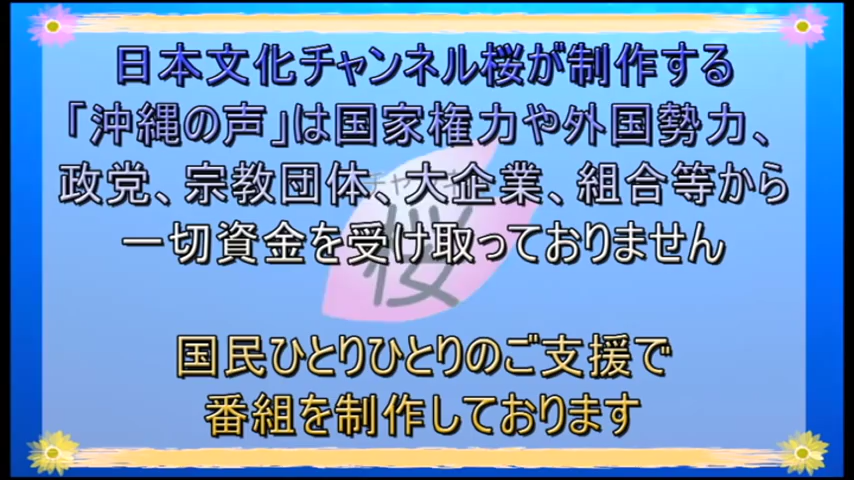 日本文化チャンネル桜が制作する
「沖縄の声」は国家権力や外国勢力、
政党、宗教団体、大企業、組合等から
一切資金を受け取っておりません
国民ひとりひとりのご支援で
番組を制作しております
桜